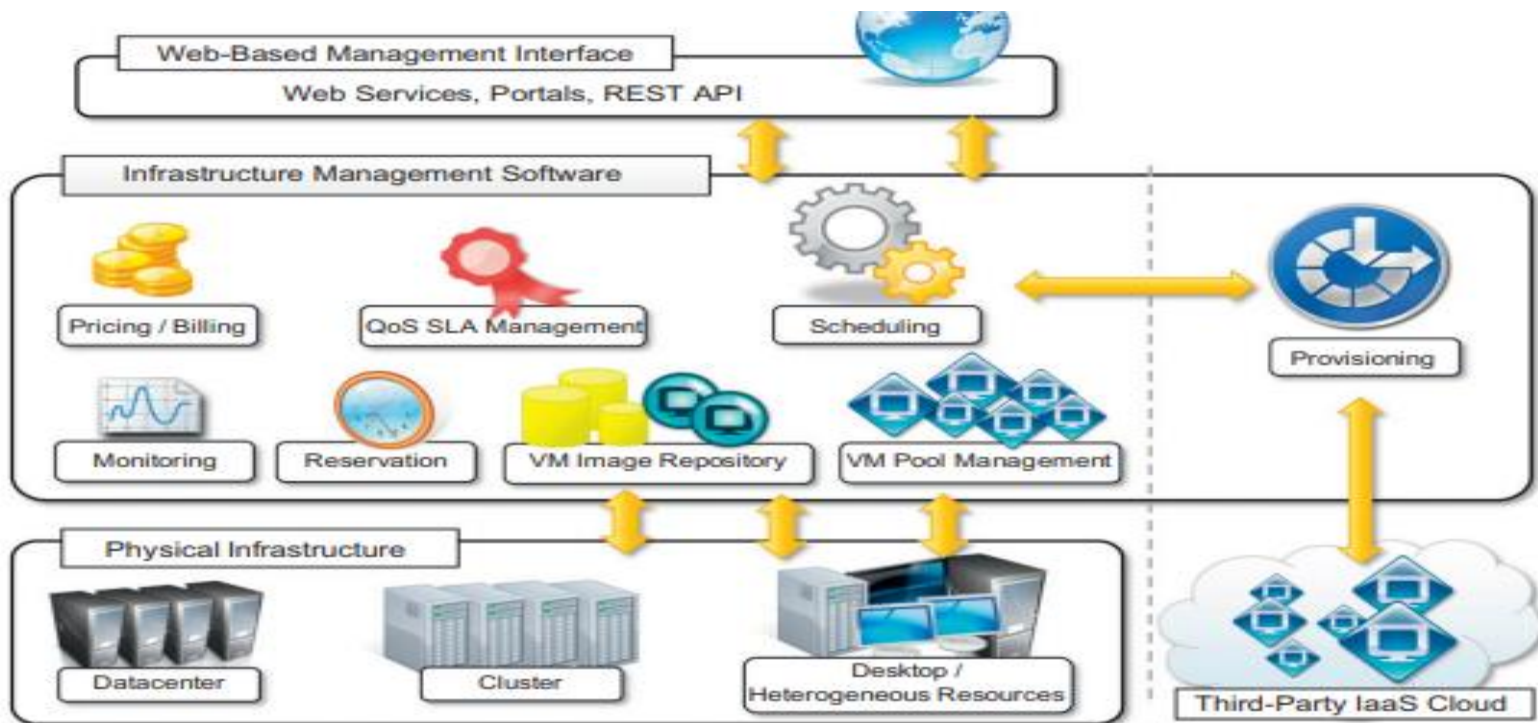 Web-Based Management Interface
Web Services, Portals, REST API
Infrastructure Management Software
Pricing / Billing
QoS SLA Management
Scheduling
Provisioning
Monitoring
Reservation
VM Image Repository
VM Pool Management
Physical Infrastructure
Datacenter
Cluster
Desktop /
Heterogeneous Resources
Third-Party IaaS Cloud